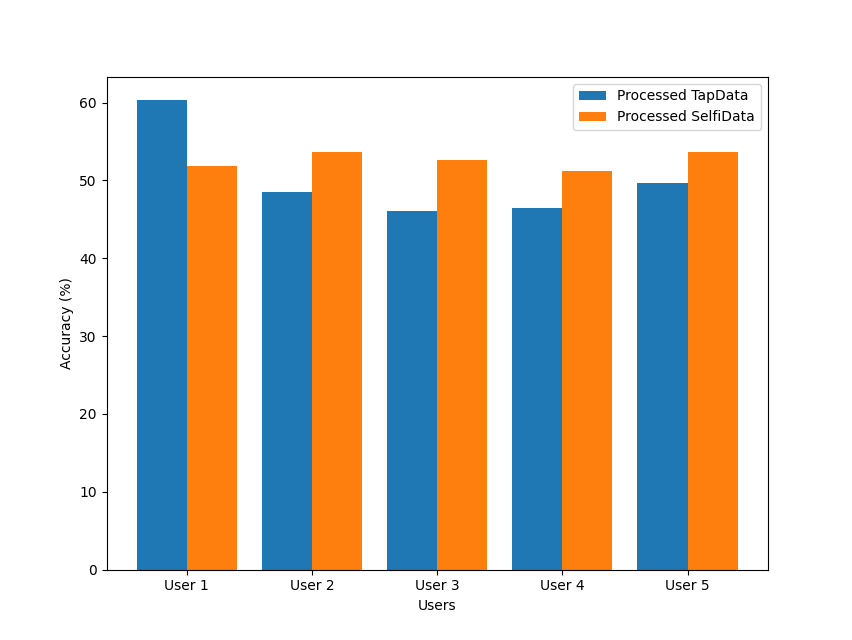 Processed TapData
Processed SelfiData
60
50
40
30
20
10
0
Accuracy (%)
User 1 User 2 User 3 User 4 User 5
Users